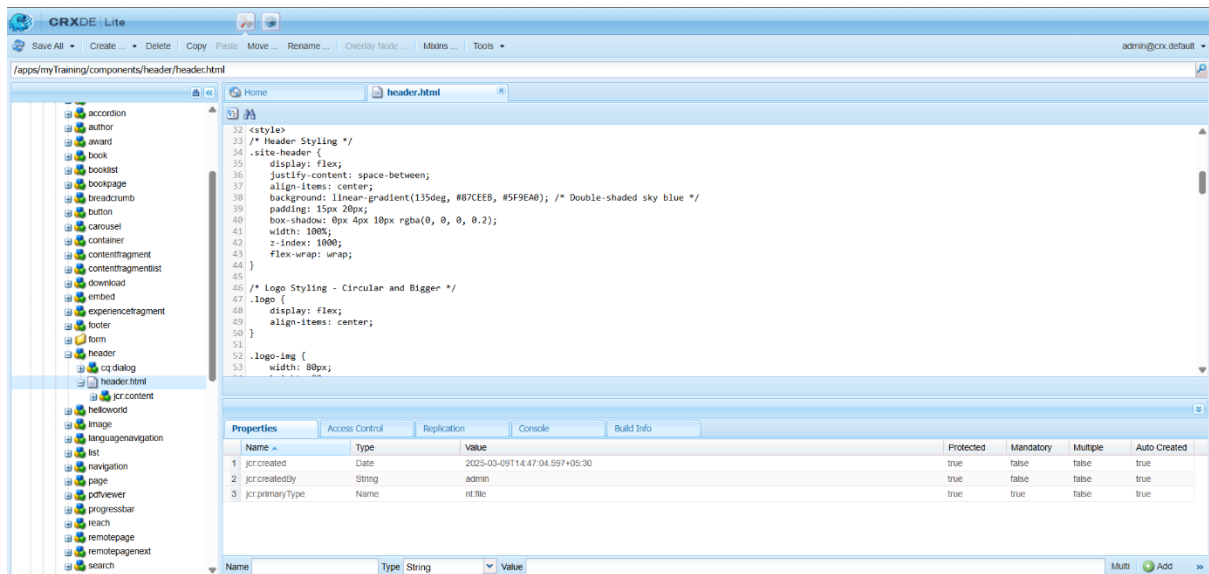 CRXDE Lite
Save All Create ... Delete Copy Paste Move ... Rename ... Overlay Node ... Mixins ... Tools admin@crx.default
/apps/myTraining/components/header/header.html
Home header.html
accordion
author
award
book
booklist
bookpage
breadcrumb
button
carousel
container
contentfragment
contentfragmentlist
download
embed
experiencefragment
footer
form
header
cq:dialog
header.html
jcr:content
helloworld
image
languagenavigation
list
navigation
page
pdfviewer
progressbar
reach
remotepage
remotepagenext
search
32 <style>
33 /* Header Styling */
34 .site-header {
35 display: flex;
36 justify-content: space-between;
37 align-items: center;
38 background: linear-gradient(135deg, #87CEEB, #5F9EA0); /* Double-shaded sky blue */
39 padding: 15px 20px;
40 box-shadow: 0px 4px 10px rgba(0, 0, 0, 0.2);
41 width: 100%;
42 z-index: 1000;
43 flex-wrap: wrap;
44 }
45
46 /* Logo Styling - Circular and Bigger */
47 .logo {
48 display: flex;
49 align-items: center;
50 }
51
52 .logo-img {
53 width: 80px;
Properties Access Control Replication Console Build Info
Name Type Value Protected Mandatory Multiple Auto Created
1 jcr:created Date 2025-03-09T14:47:04.597+05:30 true false false true
2 jcr:createdBy String admin true false false true
3 jcr:primaryType Name nt:file true true false true
Name Type String Value Multi Add